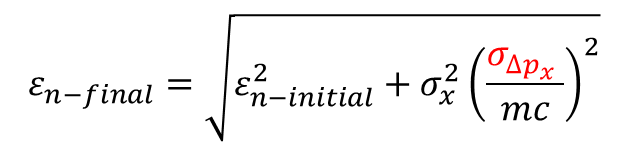 ε_{n−final} = √(ε²_{n−initial} + σ²_x (σ_{Δp_x}/mc)²)